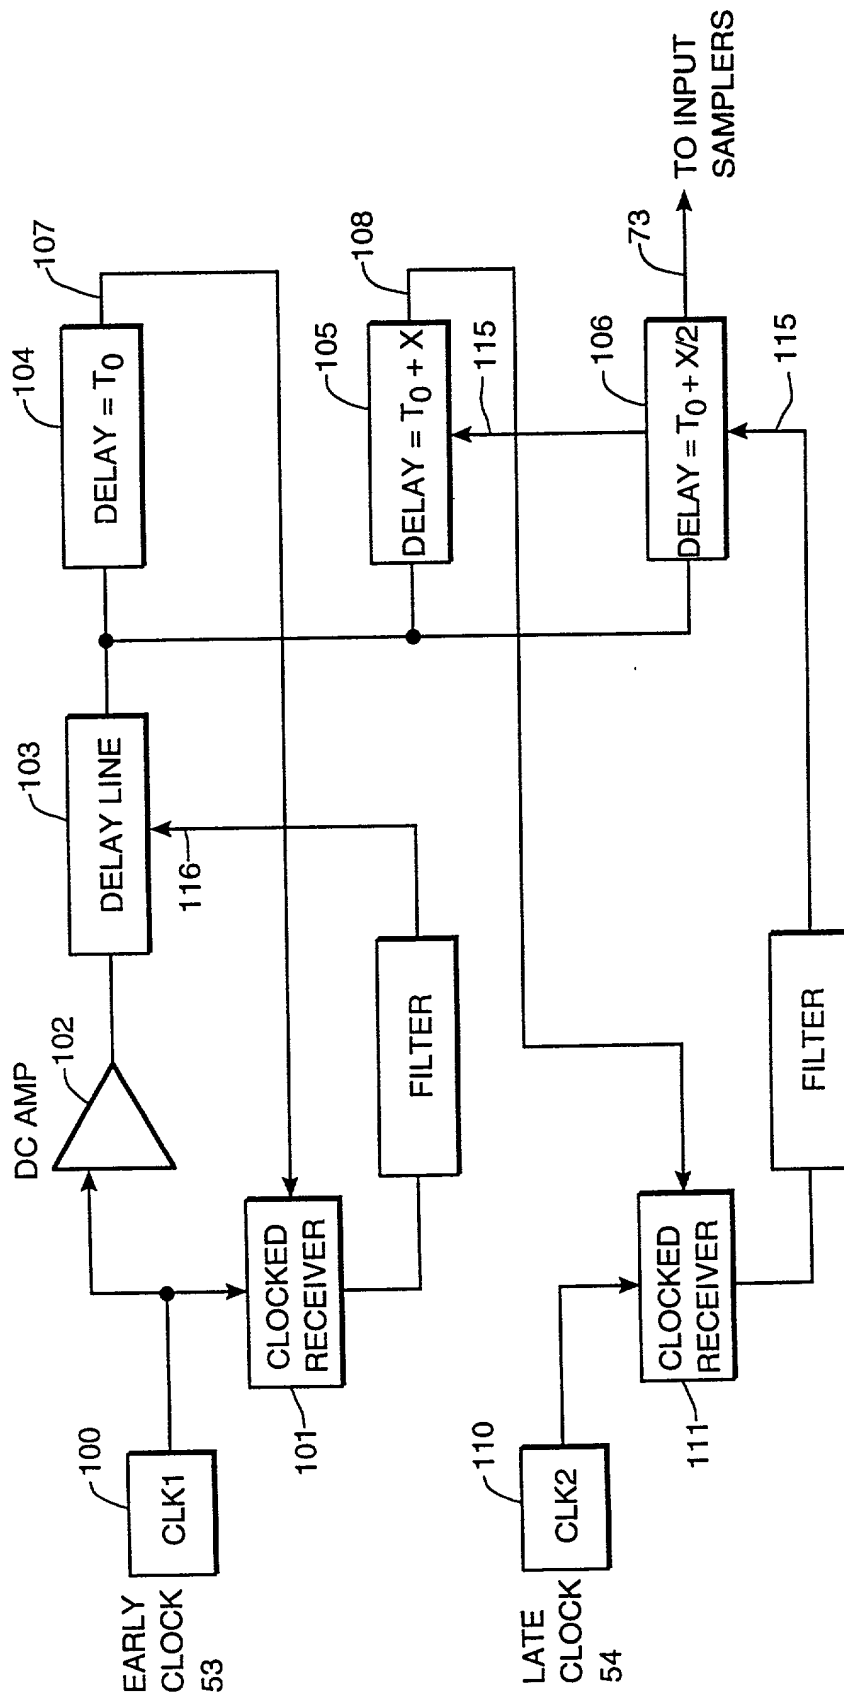 EARLY
CLOCK
53
100
CLK1
DC AMP
102
103
DELAY LINE
104
DELAY = T₀
107
101
CLOCKED
RECEIVER
FILTER
116
105
DELAY = T₀ + X
108
115
106
DELAY = T₀ + X/2
73
TO INPUT
SAMPLERS
115
LATE
CLOCK
54
110
CLK2
111
CLOCKED
RECEIVER
FILTER